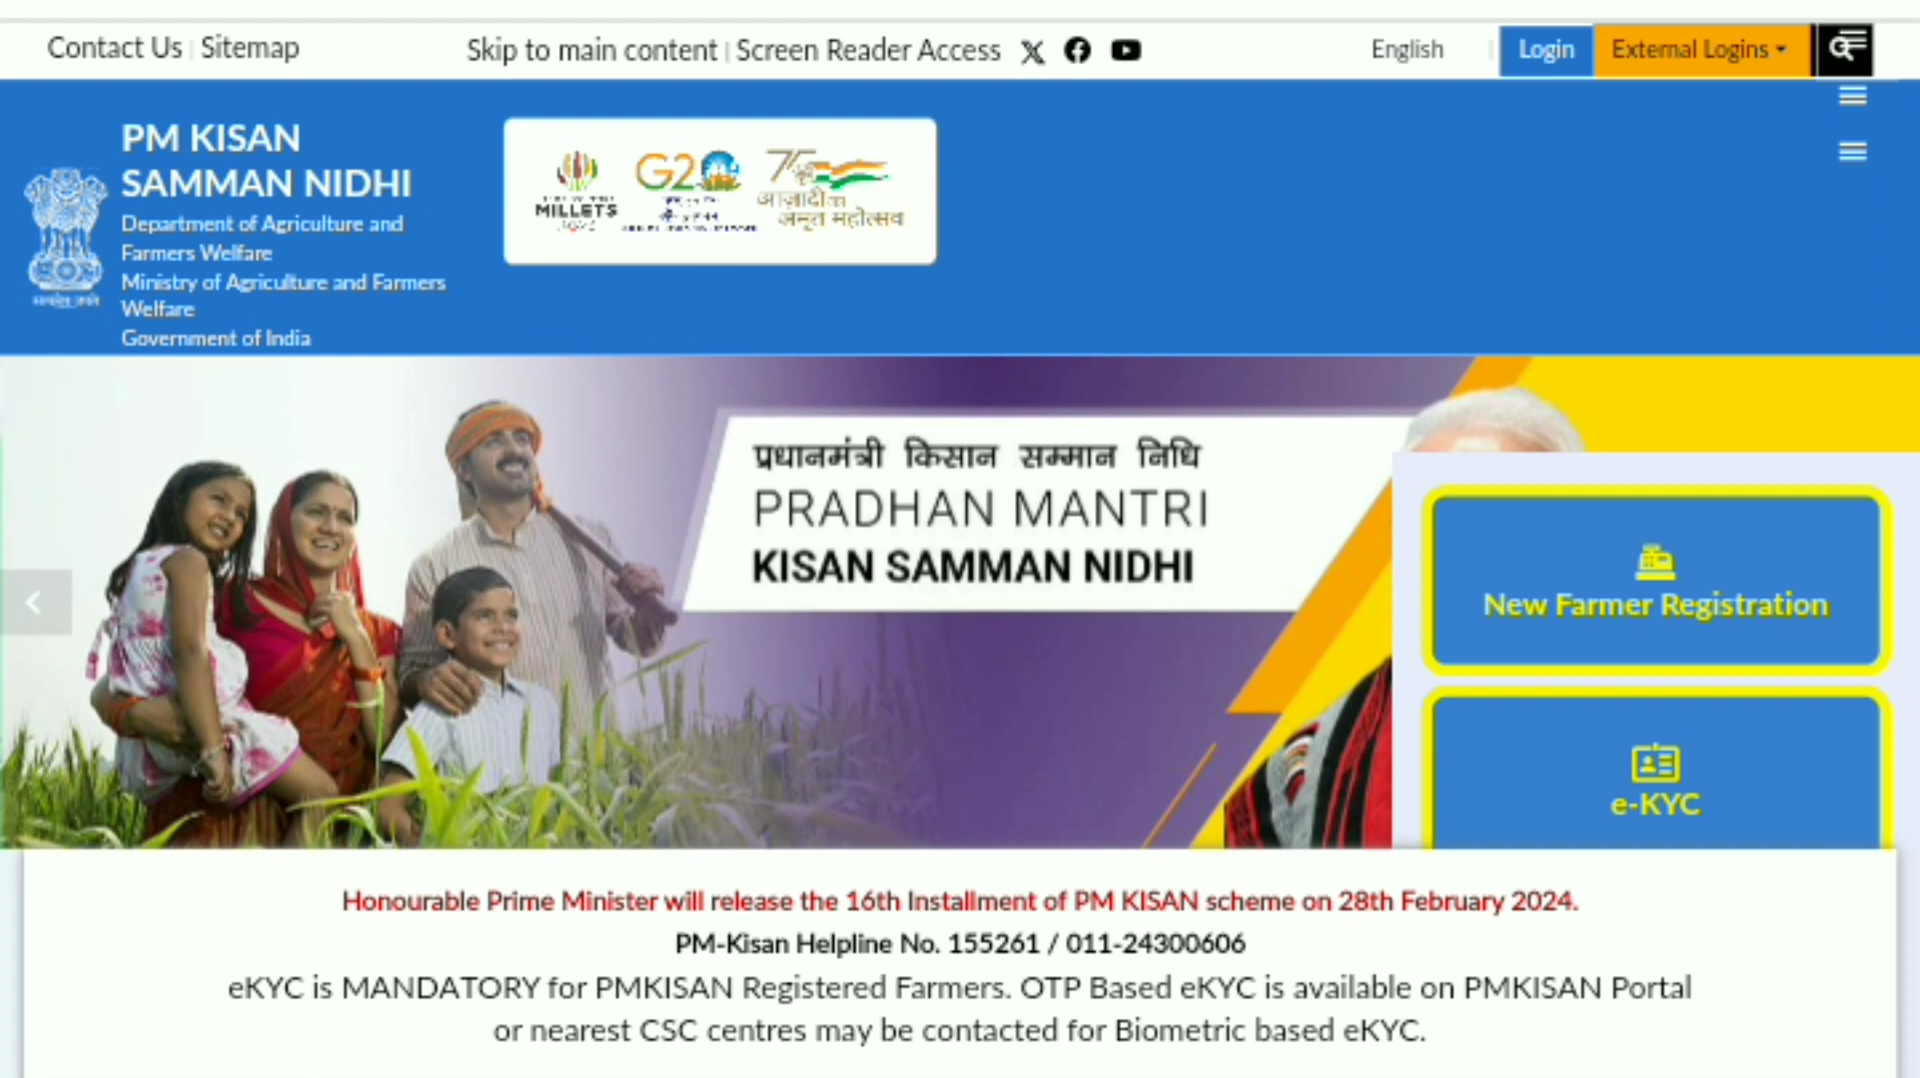 Contact Us | Sitemap
Skip to main content | Screen Reader Access
English
Login
External Logins
PM KISAN
SAMMAN NIDHI
Department of Agriculture and
Farmers Welfare
Ministry of Agriculture and Farmers
Welfare
Government of India
MILLETS
G20
75
आज़ादी का
अमृत महोत्सव
प्रधानमंत्री किसान सम्मान निधि
PRADHAN MANTRI
KISAN SAMMAN NIDHI
New Farmer Registration
e-KYC
Honourable Prime Minister will release the 16th Installment of PM KISAN scheme on 28th February 2024.
PM-Kisan Helpline No. 155261 / 011-24300606
eKYC is MANDATORY for PMKISAN Registered Farmers. OTP Based eKYC is available on PMKISAN Portal
or nearest CSC centres may be contacted for Biometric based eKYC.